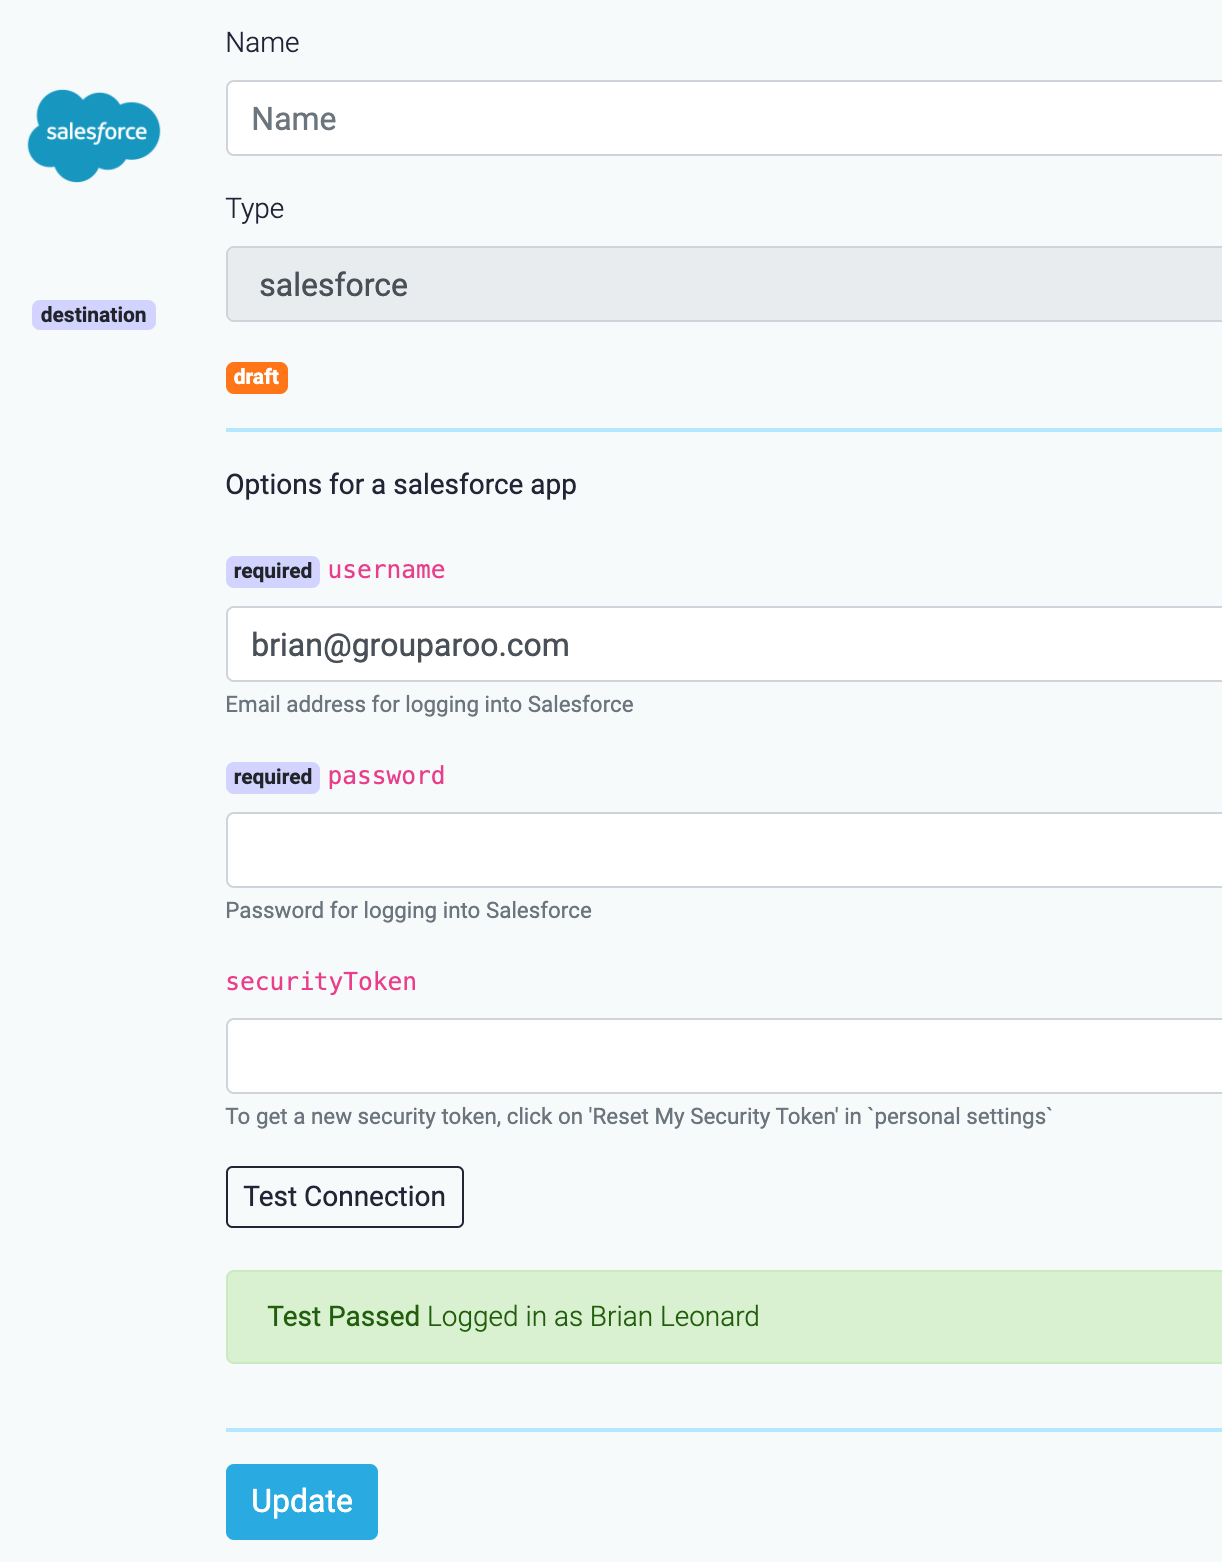 Name
salesforce
Name
Type
salesforce
destination
draft
Options for a salesforce app
required username
brian@grouparoo.com
Email address for logging into Salesforce
required password
Password for logging into Salesforce
securityToken
To get a new security token, click on 'Reset My Security Token' in `personal settings`
Test Connection
Test Passed Logged in as Brian Leonard
Update